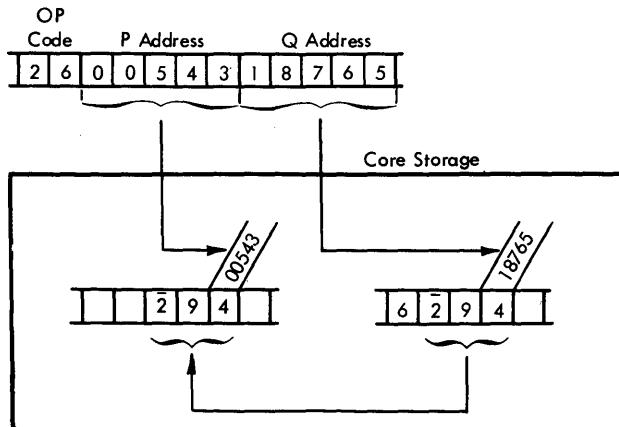 OP
Code P Address Q Address
2 6 0 0 5 4 3 1 8 7 6 5
Core Storage
00543 18765
2̅ 9 4 6 2̅ 9 4